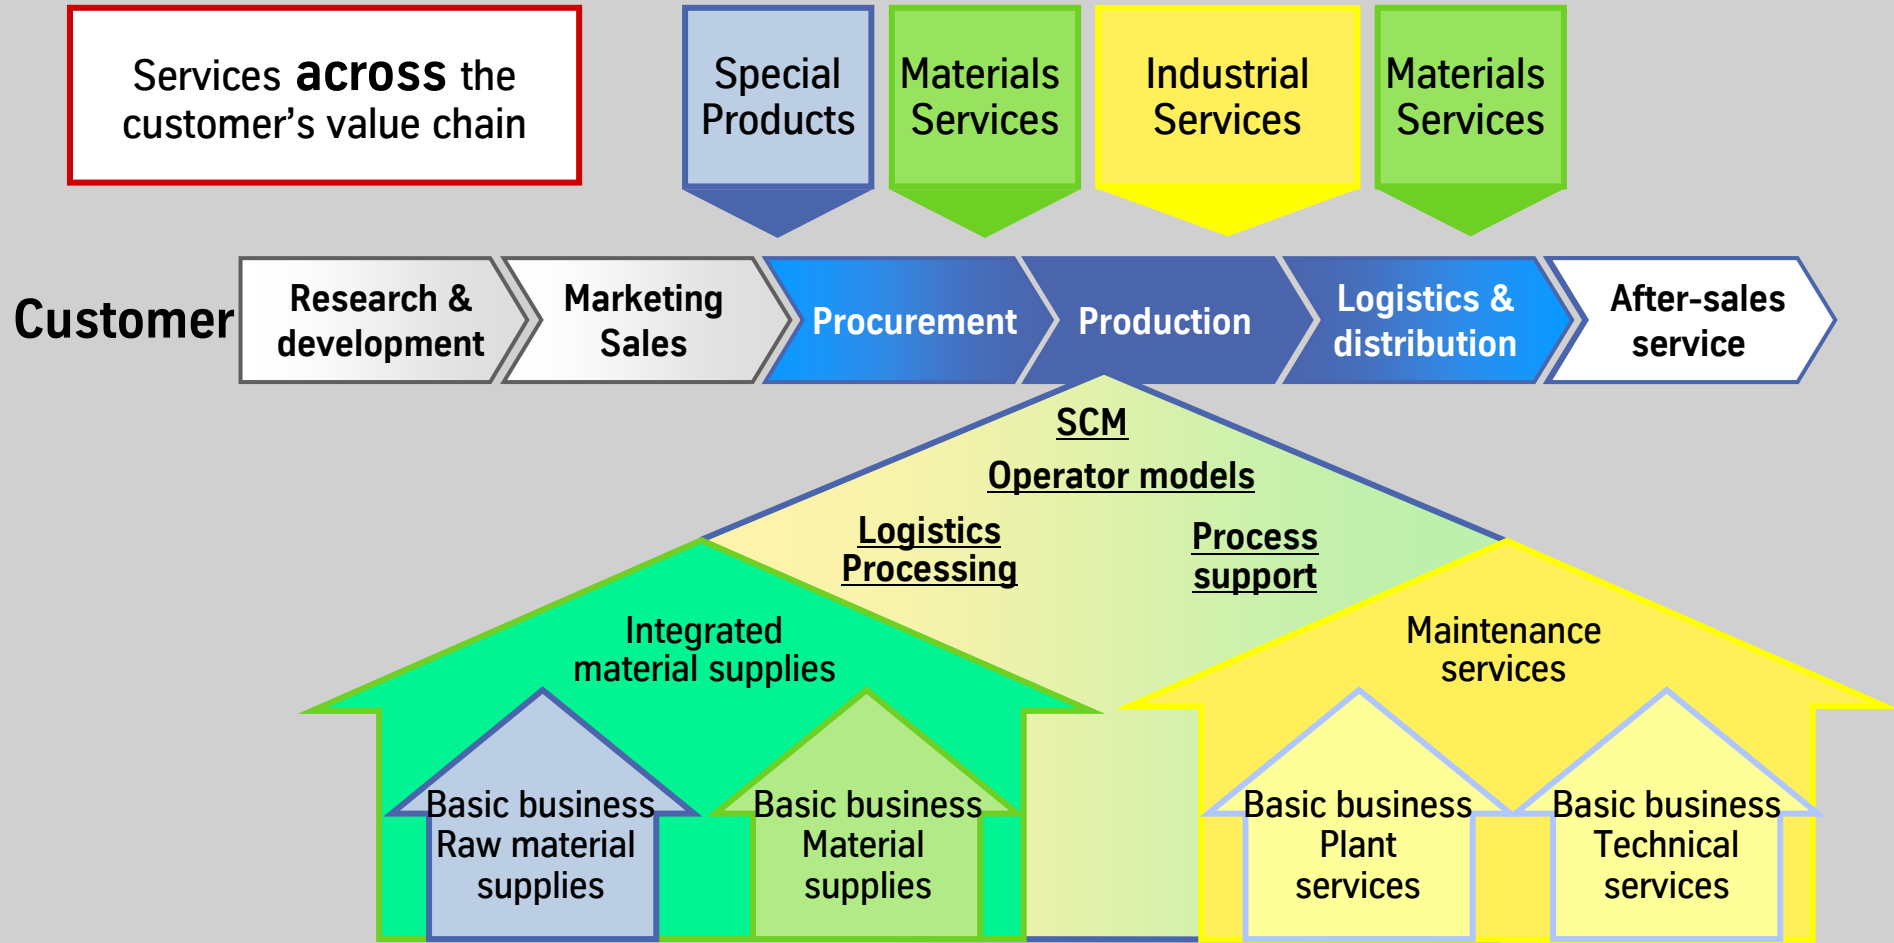 Services across the
customer’s value chain
Special
Products
Materials
Services
Industrial
Services
Materials
Services
Customer
Research &
development
Marketing
Sales
Procurement
Production
Logistics &
distribution
After-sales
service
SCM
Operator models
Logistics
Processing
Process
support
Integrated
material supplies
Maintenance
services
Basic business
Raw material
supplies
Basic business
Material
supplies
Basic business
Plant
services
Basic business
Technical
services